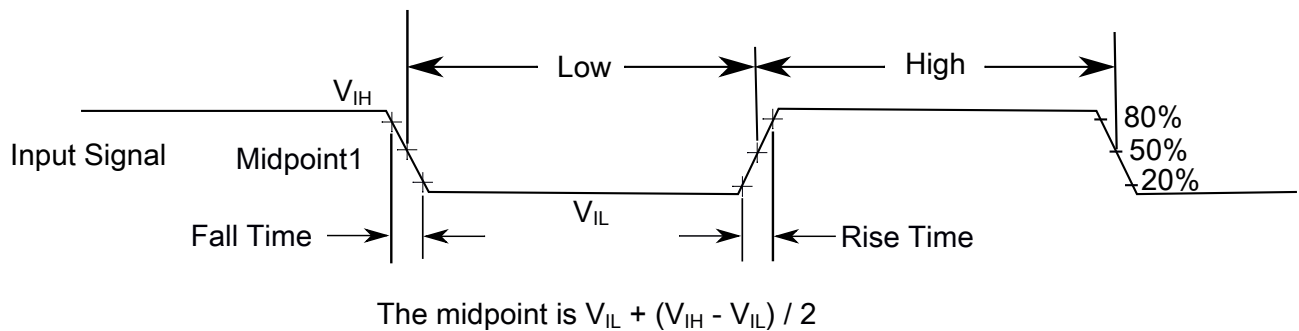 Low
High
V_IH
80%
Input Signal
Midpoint1
50%
20%
V_IL
Fall Time
Rise Time
The midpoint is V_IL + (V_IH - V_IL) / 2